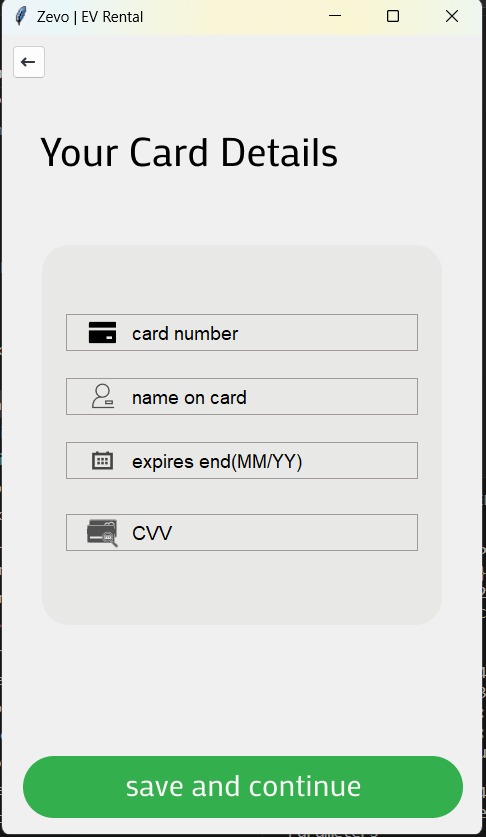 Zevo | EV Rental
Your Card Details
card number
name on card
expires end(MM/YY)
CVV
save and continue